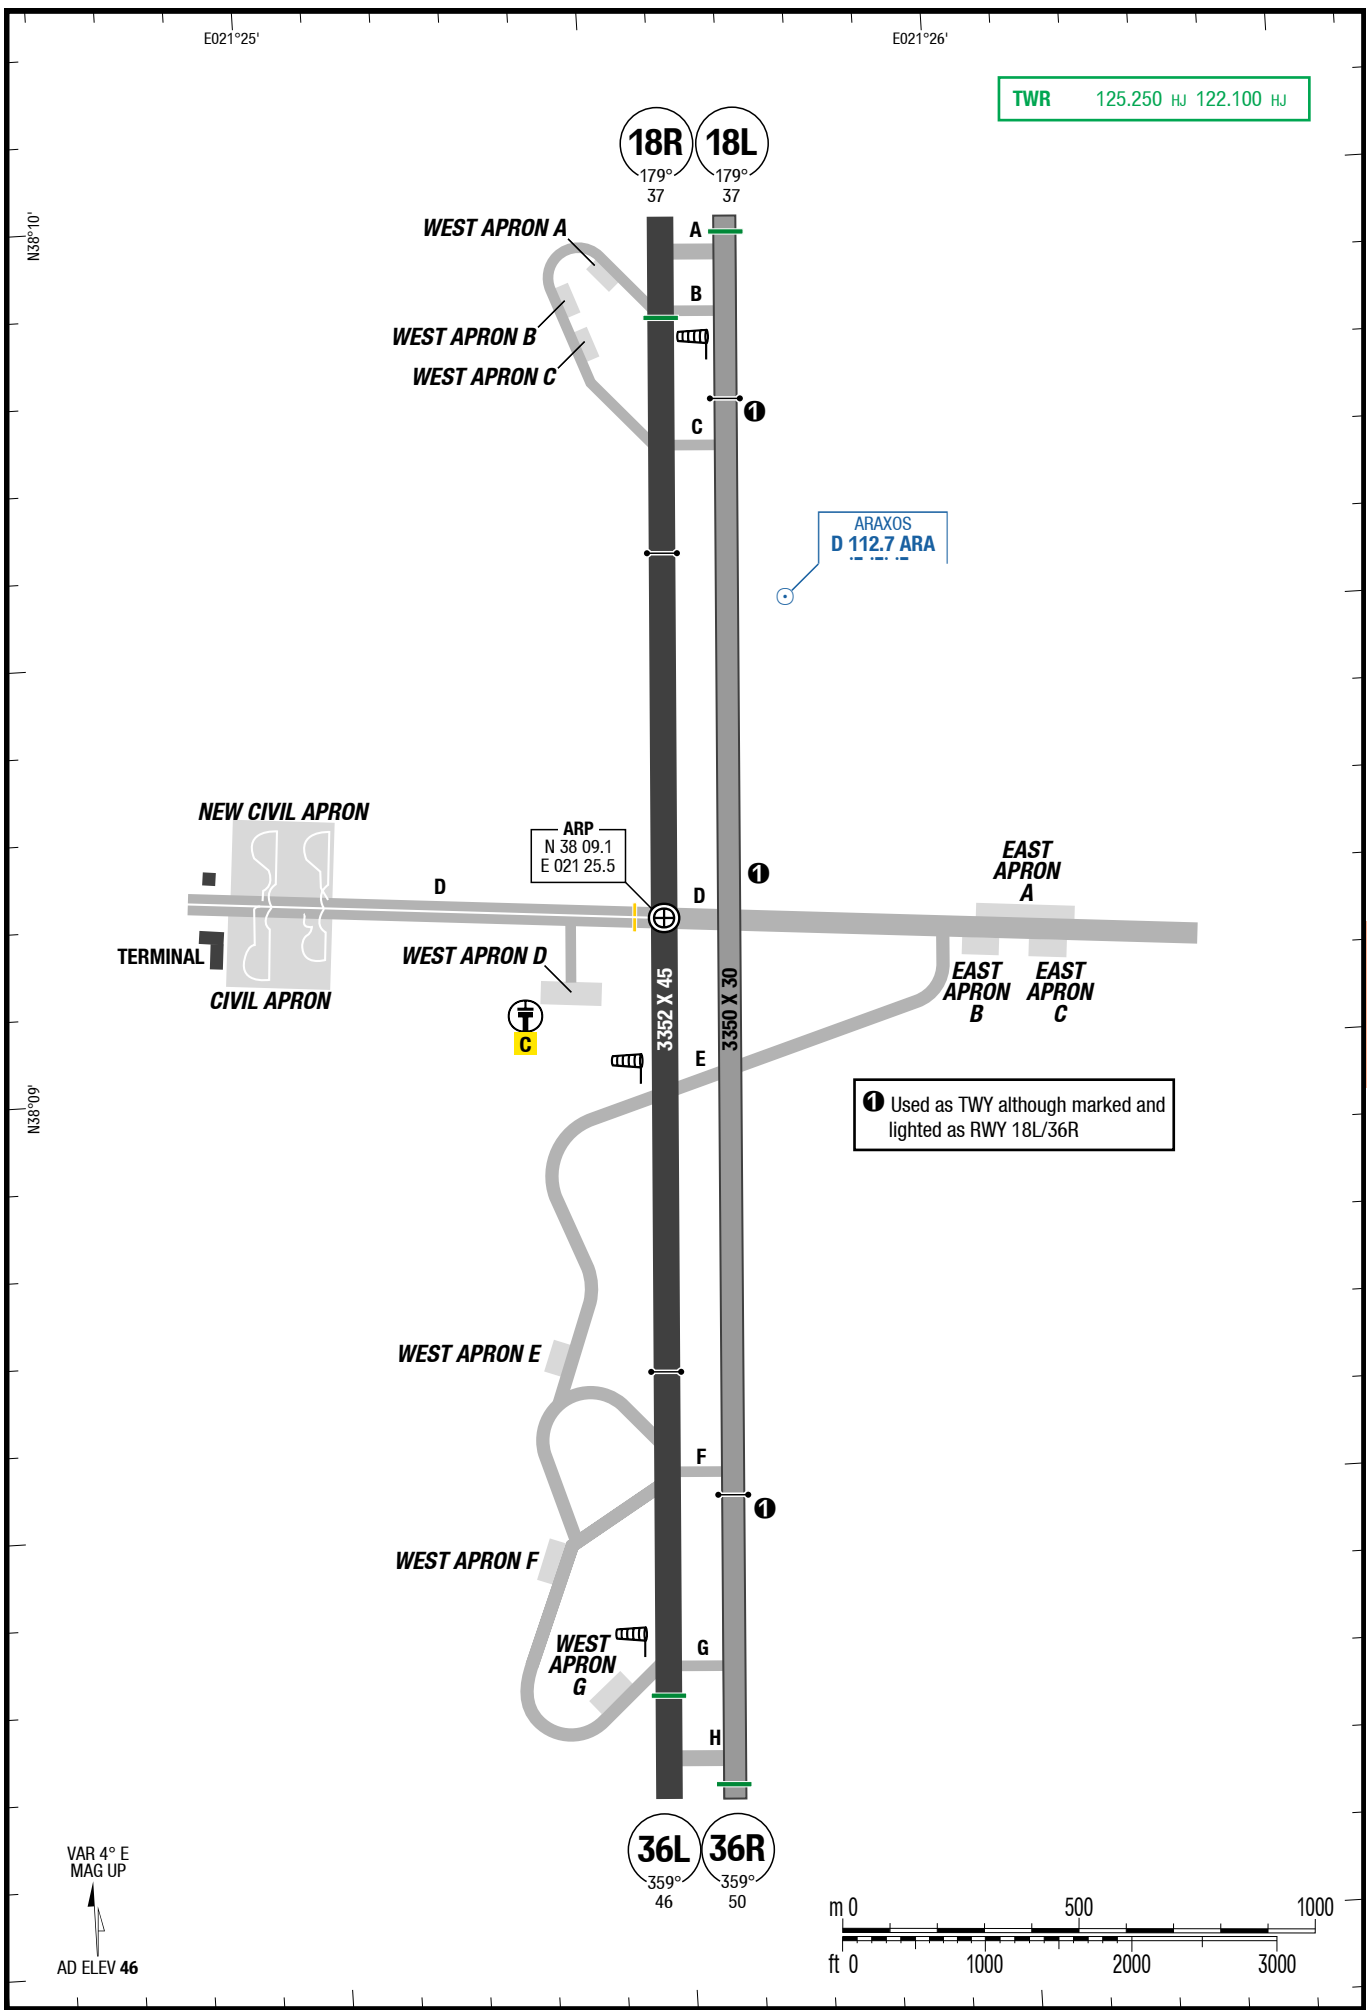 E021°25'
E021°26'
TWR 125.250 HJ 122.100 HJ
18R
179°
37
18L
179°
37
N38°10'
WEST APRON A
A
B
WEST APRON B
WEST APRON C
1
C
ARAXOS
D 112.7 ARA
NEW CIVIL APRON
ARP
N 38 09.1
E 021 25.5
1
EAST
APRON
A
D
D
TERMINAL
WEST APRON D
CIVIL APRON
EAST
APRON
B
EAST
APRON
C
3352 X 45
3350 X 30
C
E
N38°09'
1 Used as TWY although marked and
lighted as RWY 18L/36R
WEST APRON E
F
1
WEST APRON F
WEST
APRON
G
G
H
36L
359°
46
36R
359°
50
VAR 4° E
MAG UP
AD ELEV 46
m 0 500 1000
ft 0 1000 2000 3000